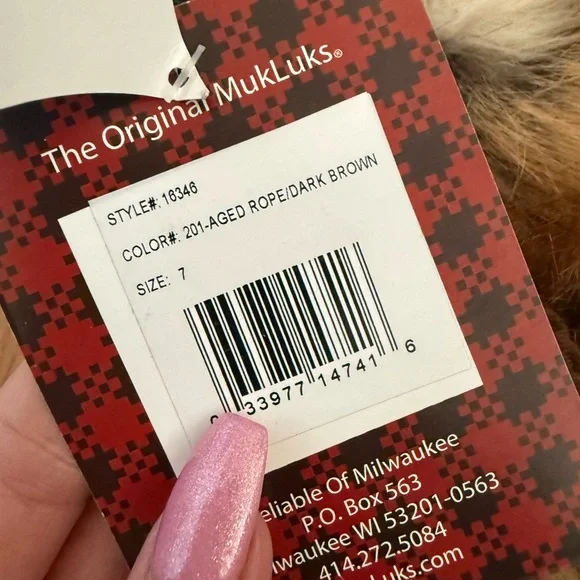 The Original MukLuks®
STYLE#: 16346
COLOR#: 201-AGED ROPE/DARK BROWN
SIZE: 7
33977 14741 6
eliable Of Milwaukee
P.O. Box 563
lwaukee WI 53201-0563
414.272.5084
Luks.com